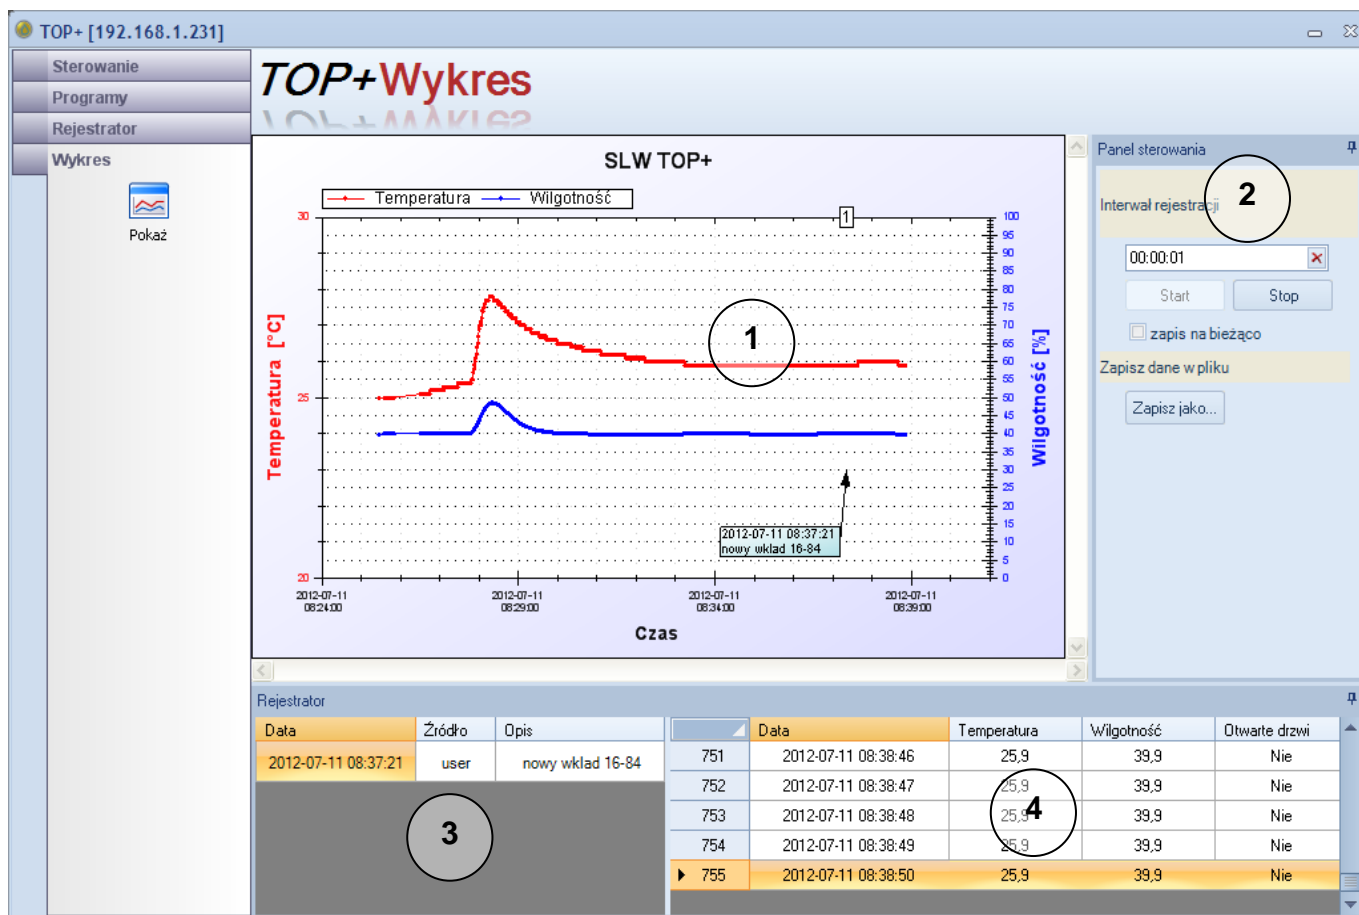 TOP+ [192.168.1.231]
Sterowanie
Programy
Rejestrator
Wykres
Pokaż
TOP+Wykres
SLW TOP+
Temperatura Wilgotność
1
30
25
20
Temperatura [°C]
100
95
90
85
80
75
70
65
60
55
50
45
40
35
30
25
20
15
10
5
0
Wilgotność [%]
1
2012-07-11 08:37:21
nowy wklad 16-84
2012-07-11 2012-07-11 2012-07-11 2012-07-11
08:24:00 08:29:00 08:34:00 08:39:00
Czas
Panel sterowania
2
Interwał rejestracji
00:00:01
Start Stop
zapis na bieżąco
Zapisz dane w pliku
Zapisz jako...
Rejestrator
Data Źródło Opis
2012-07-11 08:37:21 user nowy wklad 16-84
3
Data Temperatura Wilgotność Otwarte drzwi
751 2012-07-11 08:38:46 25,9 39,9 Nie
752 2012-07-11 08:38:47 25,9 39,9 Nie
753 2012-07-11 08:38:48 25,9 39,9 Nie
754 2012-07-11 08:38:49 25,9 39,9 Nie
755 2012-07-11 08:38:50 25,9 39,9 Nie
4